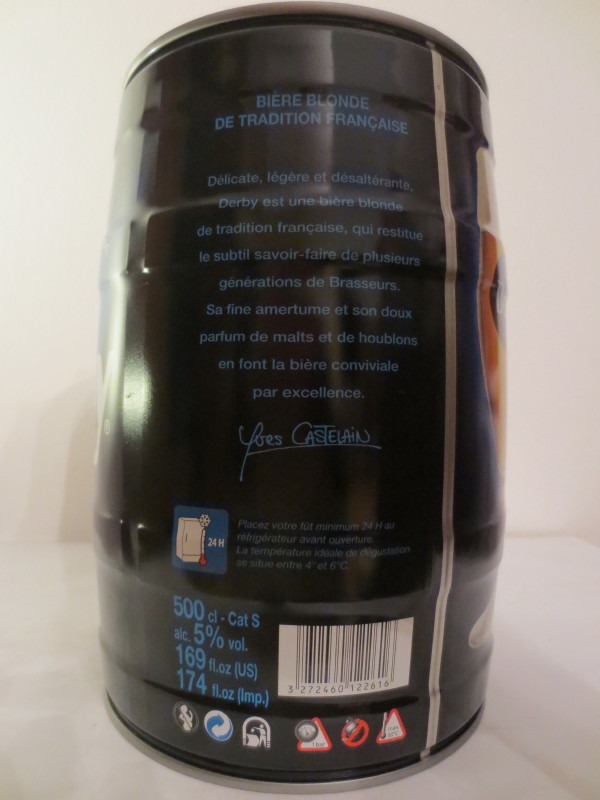 BIÈRE BLONDE
DE TRADITION FRANÇAISE
Délicate, légère et désaltérante,
Derby est une bière blonde
de tradition française, qui restitue
le subtil savoir-faire de plusieurs
générations de Brasseurs.
Sa fine amertume et son doux
parfum de malts et de houblons
en font la bière conviviale
par excellence.
Yves CASTELAIN
24 H
Placez votre fût minimum 24 H au
réfrigérateur avant ouverture.
La température idéale de dégustation
se situe entre 4° et 6°C.
500 cl - Cat S
alc. 5% vol.
169 fl.oz (US)
174 fl.oz (Imp.)
3 272460 122616
1 bar